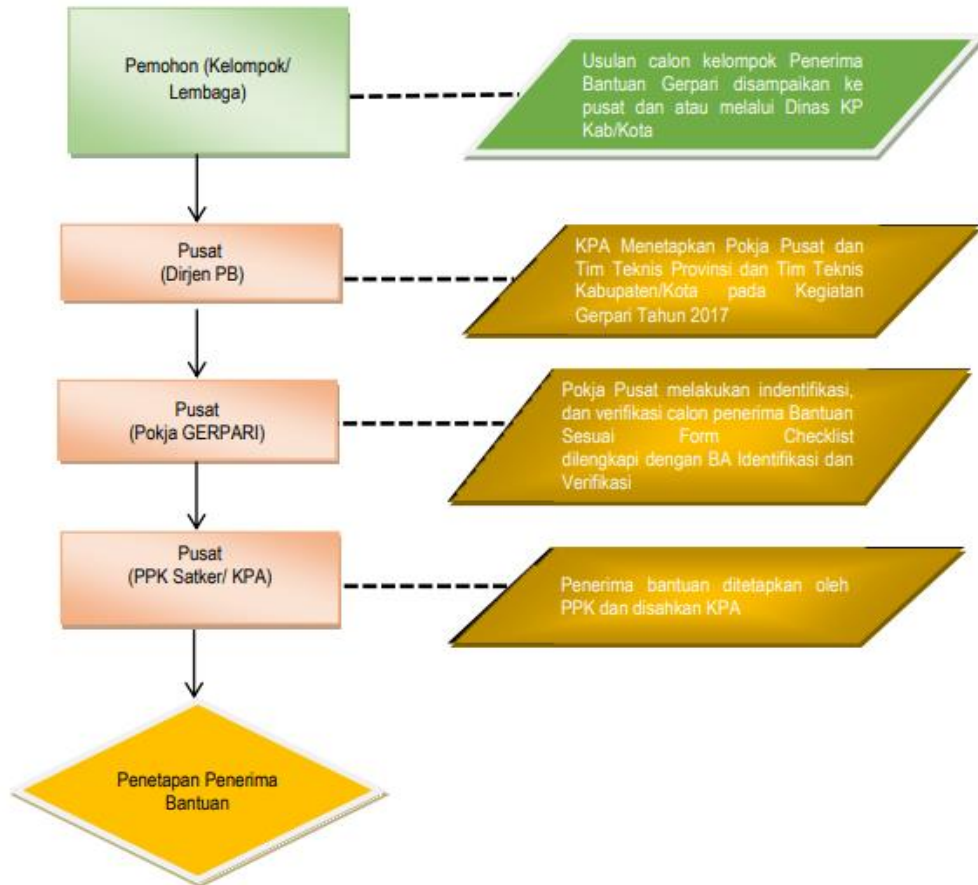 Pemohon (Kelompok/
Lembaga)
Usulan calon kelompok Penerima
Bantuan Gerpari disampaikan ke
pusat dan atau melalui Dinas KP
Kab/Kota
Pusat
(Dirjen PB)
KPA Menetapkan Pokja Pusat dan
Tim Teknis Provinsi dan Tim Teknis
Kabupaten/Kota pada Kegiatan
Gerpari Tahun 2017
Pusat
(Pokja GERPARI)
Pokja Pusat melakukan indentifikasi,
dan verifikasi calon penerima Bantuan
Sesuai Form Checklist
dilengkapi dengan BA Identifikasi dan
Verifikasi
Pusat
(PPK Satker/ KPA)
Penerima bantuan ditetapkan oleh
PPK dan disahkan KPA
Penetapan Penerima
Bantuan